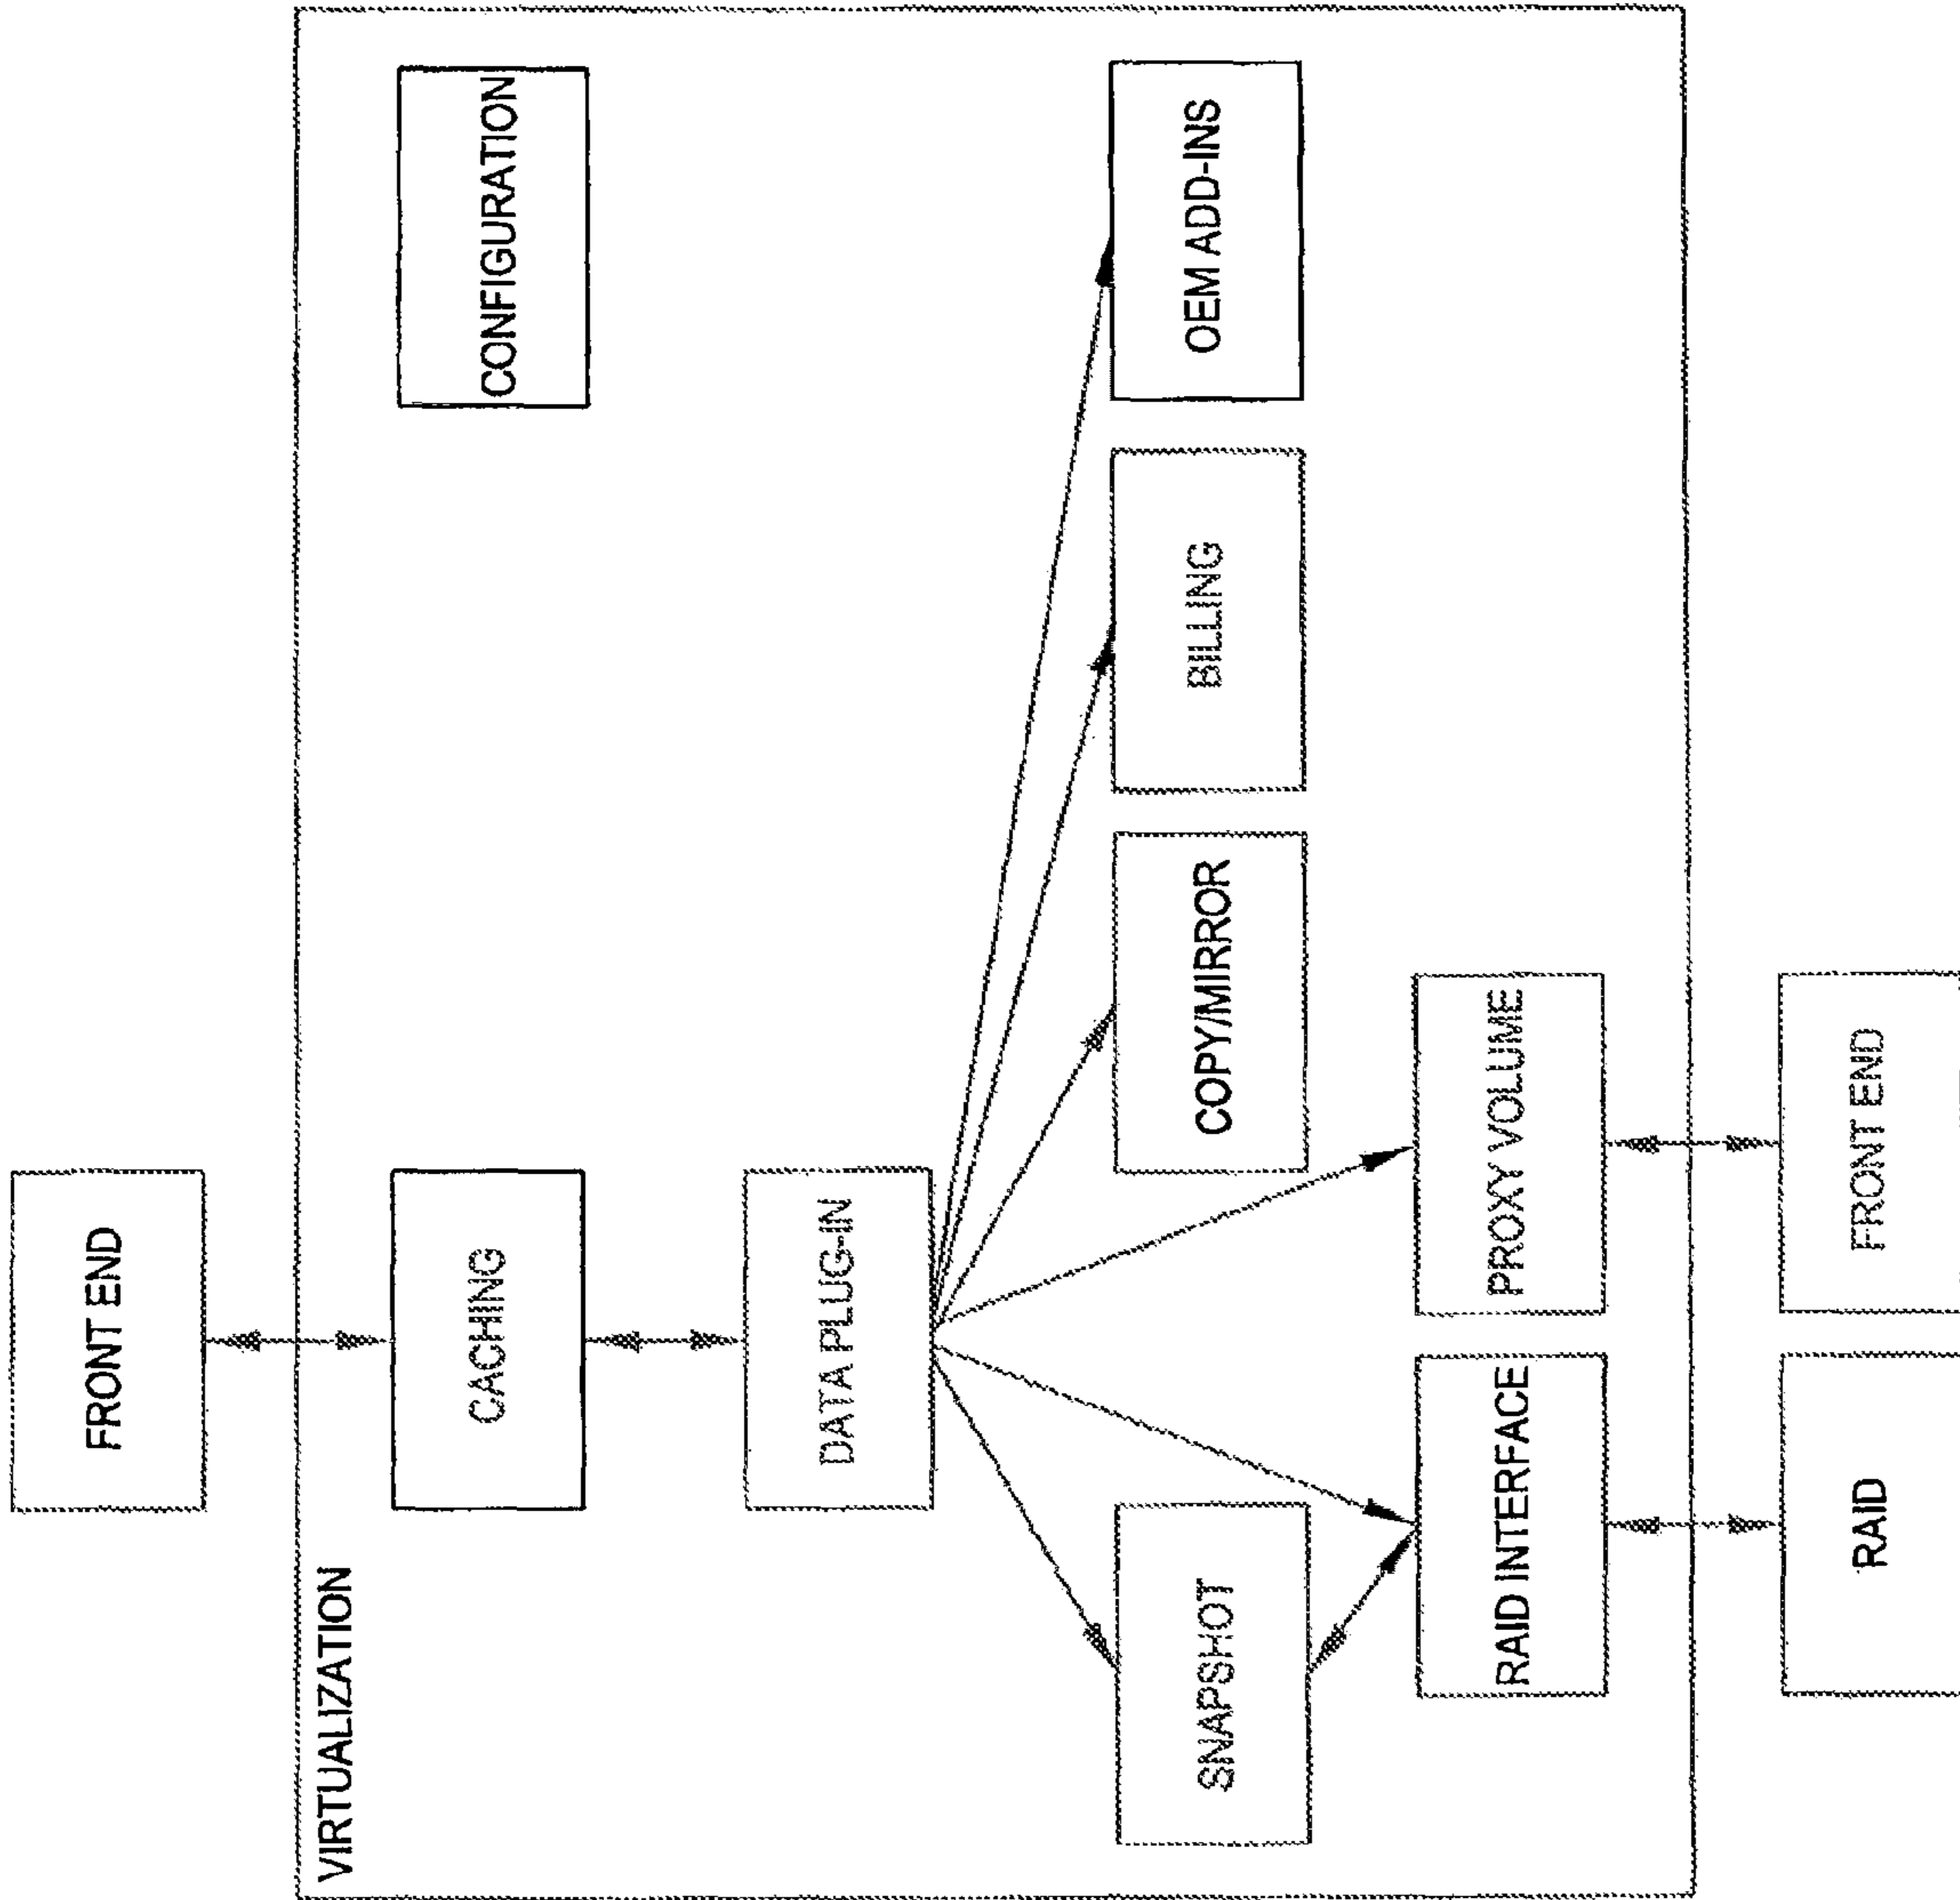 FRONT END
VIRTUALIZATION
CACHING
CONFIGURATION
DATA PLUG-IN
SNAPSHOT
COPY/MIRROR
BILLING
OEM ADD-INS
RAID INTERFACE
PROXY VOLUME
RAID
FRONT END